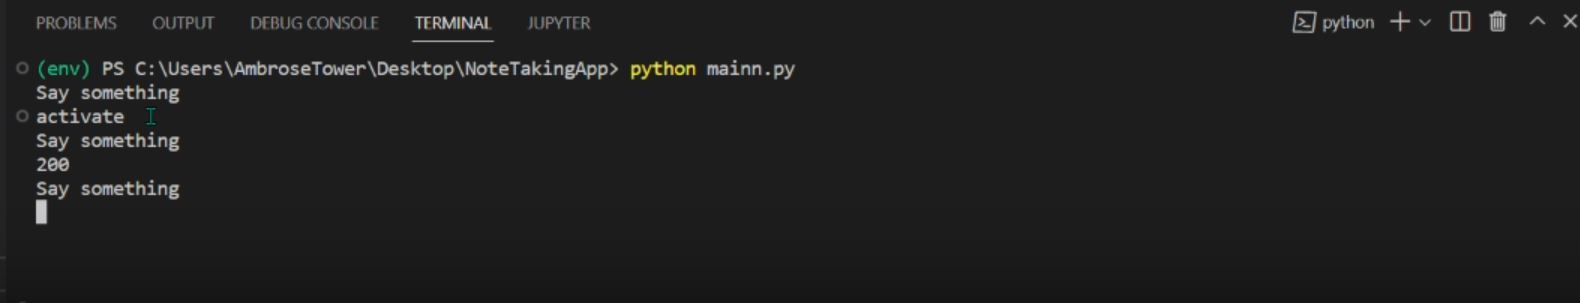 PROBLEMS OUTPUT DEBUG CONSOLE TERMINAL JUPYTER python
(env) PS C:\Users\AmbroseTower\Desktop\NoteTakingApp> python mainn.py
Say something
activate
Say something
200
Say something